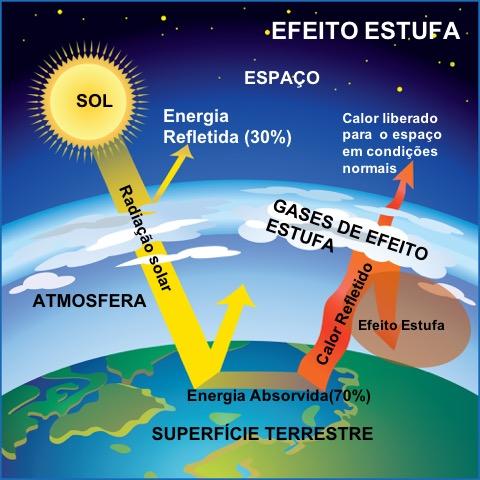 EFEITO ESTUFA
ESPAÇO
SOL
Energia
Refletida (30%)
Calor liberado
para o espaço
em condições
normais
Radiação solar
GASES DE EFEITO
ESTUFA
ATMOSFERA
Calor Refletido
Efeito Estufa
Energia Absorvida(70%)
SUPERFÍCIE TERRESTRE